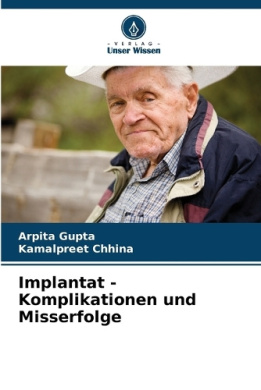 - VERLAG -
Unser Wissen
Arpita Gupta
Kamalpreet Chhina
Implantat -
Komplikationen und
Misserfolge